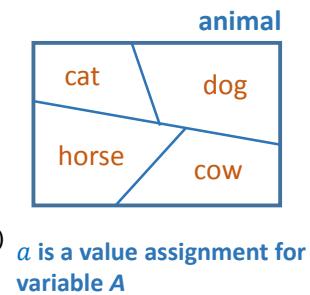 animal
cat
dog
horse
cow
) a is a value assignment for
variable A